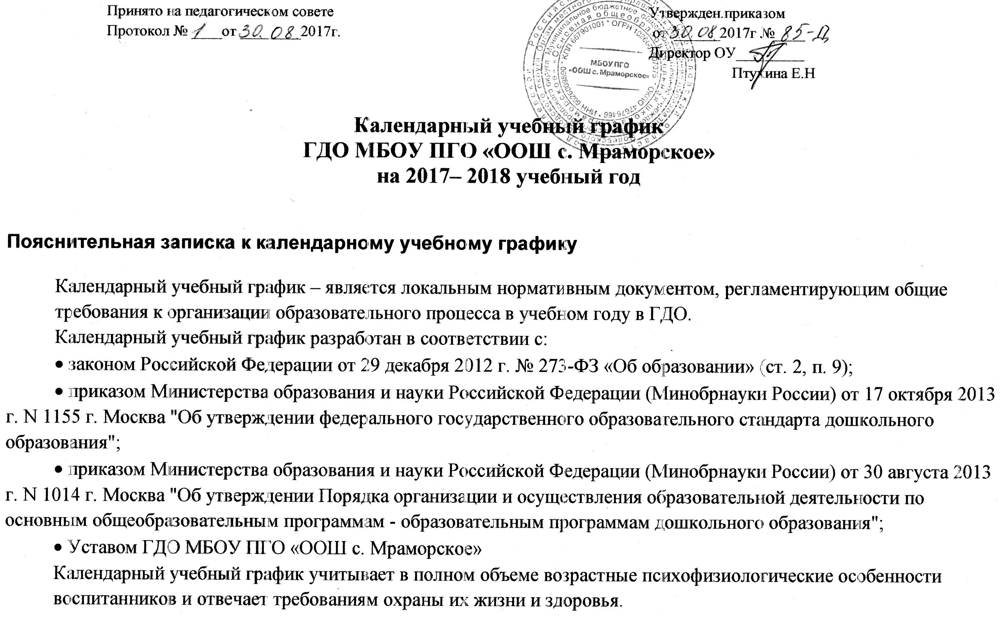 Принято на педагогическом совете
Протокол № 1 от 30.08.2017г.
Утвержден приказом
от 30.08 2017г .№ 85-Д
Директор ОУ
Птухина Е.Н
МБОУ ПГО
«ООШ с. Мраморское»
КПП 667901001 * ОГРН
ОКПО 47676466 * ИНН
Календарный учебный график
ГДО МБОУ ПГО «ООШ с. Мраморское»
на 2017– 2018 учебный год
Пояснительная записка к календарному учебному графику
Календарный учебный график – является локальным нормативным документом, регламентирующим общие
требования к организации образовательного процесса в учебном году в ГДО.
Календарный учебный график разработан в соответствии с:
• законом Российской Федерации от 29 декабря 2012 г. № 273-ФЗ «Об образовании» (ст. 2, п. 9);
• приказом Министерства образования и науки Российской Федерации (Минобрнауки России) от 17 октября 2013
г. N 1155 г. Москва "Об утверждении федерального государственного образовательного стандарта дошкольного
образования";
• приказом Министерства образования и науки Российской Федерации (Минобрнауки России) от 30 августа 2013
г. N 1014 г. Москва "Об утверждении Порядка организации и осуществления образовательной деятельности по
основным общеобразовательным программам - образовательным программам дошкольного образования";
• Уставом ГДО МБОУ ПГО «ООШ с. Мраморское»
Календарный учебный график учитывает в полном объеме возрастные психофизиологические особенности
воспитанников и отвечает требованиям охраны их жизни и здоровья.